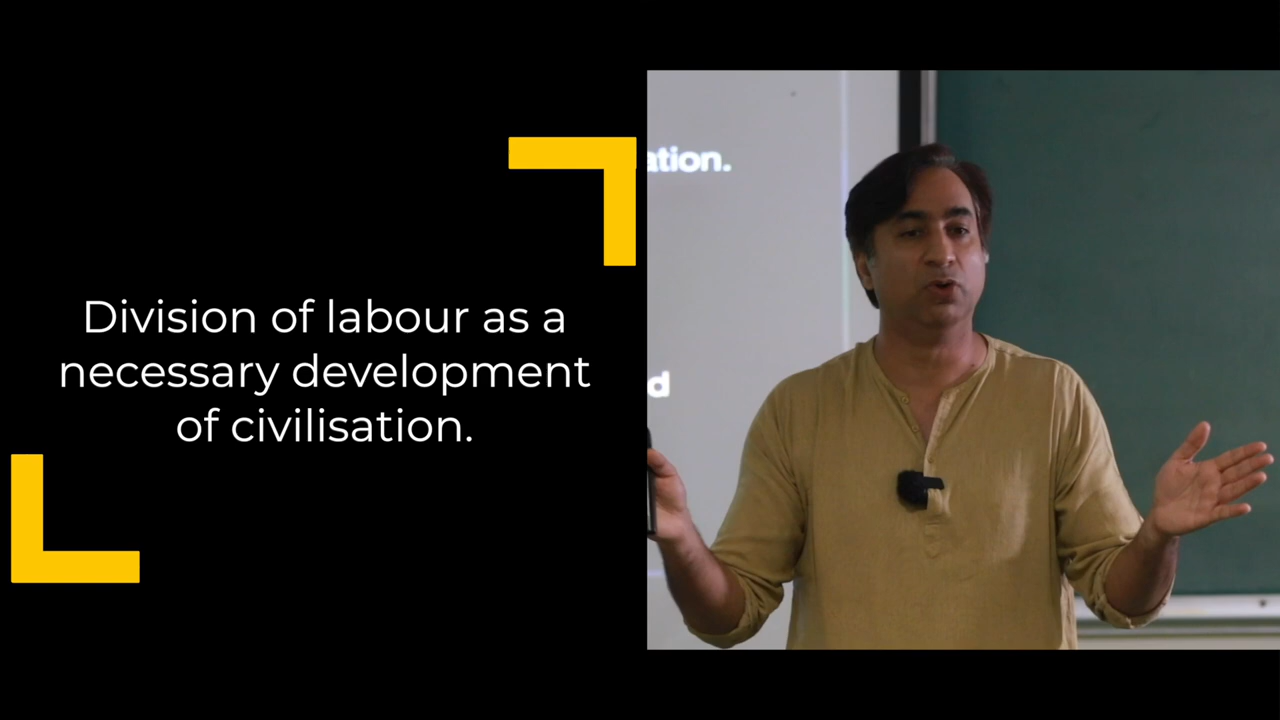 Division of labour as a
necessary development
of civilisation.
ation.
d